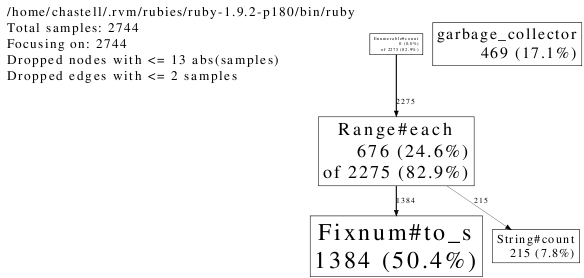 /home/chastell/.rvm/rubies/ruby-1.9.2-p180/bin/ruby
Total samples: 2744
Focusing on: 2744
Dropped nodes with <= 13 abs(samples)
Dropped edges with <= 2 samples
Enumerable#count
0 (0.0%)
of 2275 (82.9%)
garbage_collector
469 (17.1%)
2275
Range#each
676 (24.6%)
of 2275 (82.9%)
1384
215
Fixnum#to_s
1384 (50.4%)
String#count
215 (7.8%)